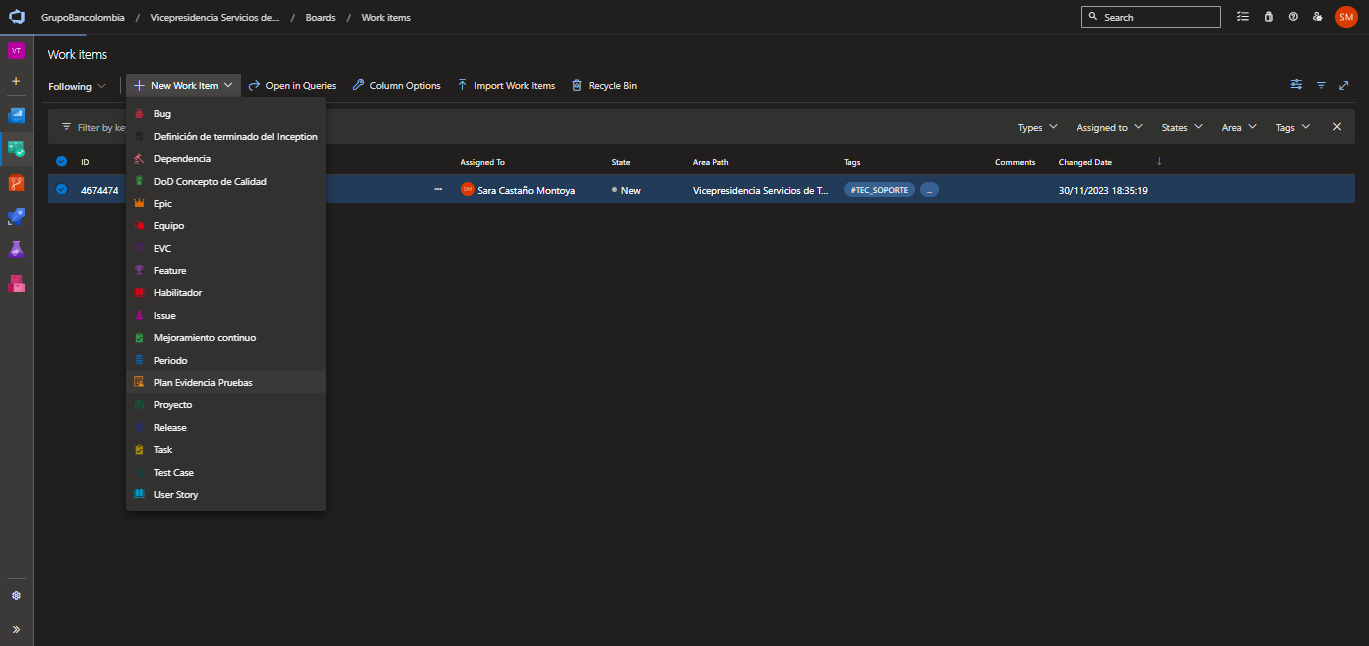 GrupoBancolombia / Vicepresidencia Servicios de... / Boards / Work items
Search
SM
VT
Work items
Following
New Work Item
Open in Queries
Column Options
Import Work Items
Recycle Bin
Filter by ke
Types
Assigned to
States
Area
Tags
ID
Assigned To
State
Area Path
Tags
Comments
Changed Date
4674474
...
SM
Sara Castaño Montoya
New
Vicepresidencia Servicios de T...
#TEC_SOPORTE
...
30/11/2023 18:35:19
Bug
Definición de terminado del Inception
Dependencia
DoD Concepto de Calidad
Epic
Equipo
EVC
Feature
Habilitador
Issue
Mejoramiento continuo
Periodo
Plan Evidencia Pruebas
Proyecto
Release
Task
Test Case
User Story